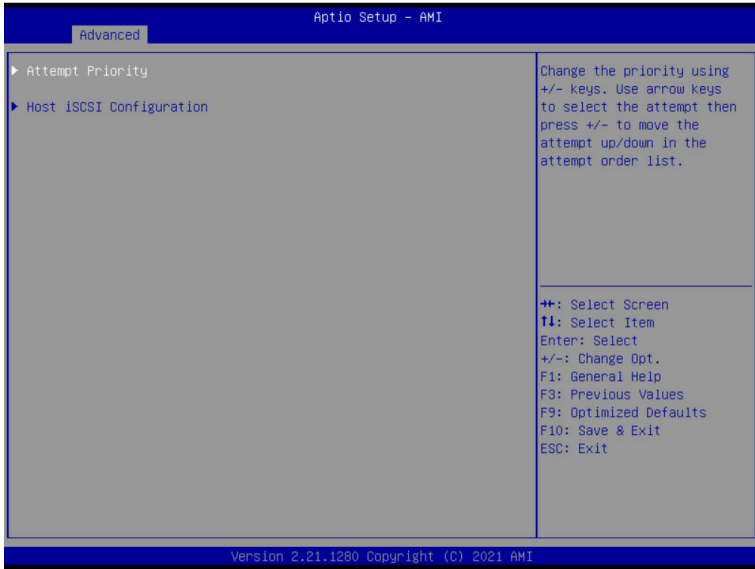 Aptio Setup – AMI
Advanced
▶ Attempt Priority
▶ Host iSCSI Configuration
Change the priority using
+/- keys. Use arrow keys
to select the attempt then
press +/- to move the
attempt up/down in the
attempt order list.
→←: Select Screen
↑↓: Select Item
Enter: Select
+/-: Change Opt.
F1: General Help
F3: Previous Values
F9: Optimized Defaults
F10: Save & Exit
ESC: Exit
Version 2.21.1280 Copyright (C) 2021 AMI